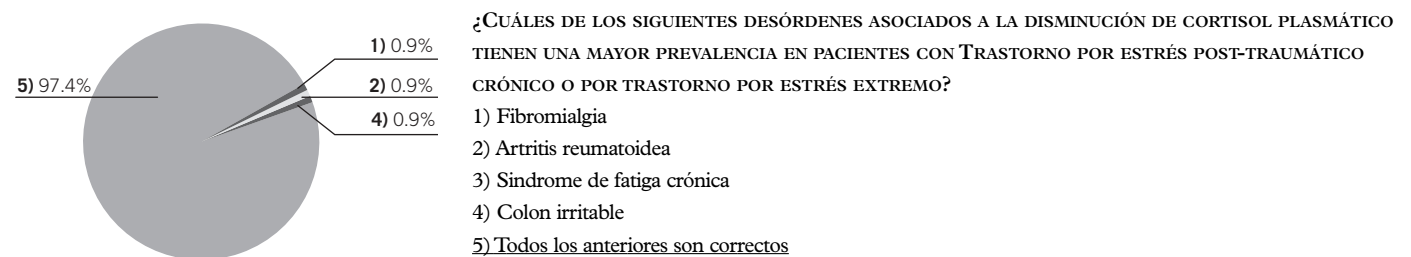 1) 0.9%
5) 97.4%
2) 0.9%
4) 0.9%
¿Cuáles de los siguientes desórdenes asociados a la disminución de cortisol plasmático
tienen una mayor prevalencia en pacientes con Trastorno por estrés post-traumático
crónico o por trastorno por estrés extremo?
1) Fibromialgia
2) Artritis reumatoidea
3) Sindrome de fatiga crónica
4) Colon irritable
5) Todos los anteriores son correctos